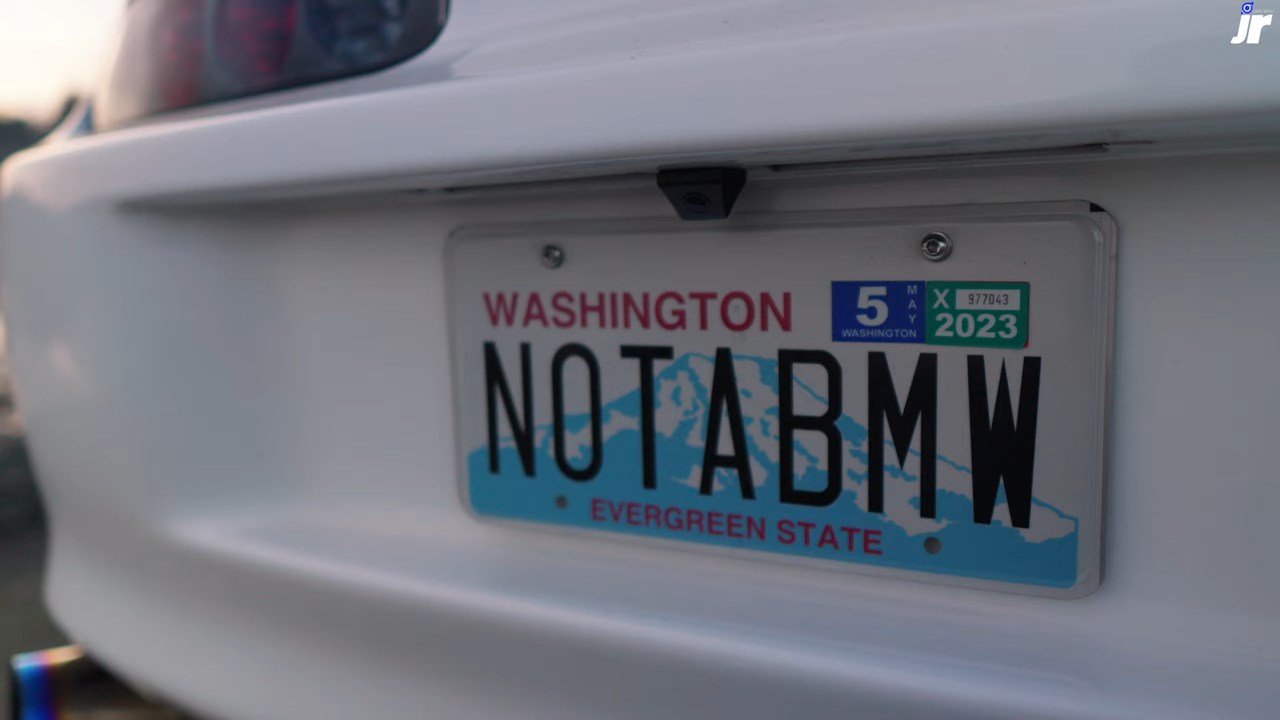 jr
WASHINGTON
5
MAY
WASHINGTON
X
977043
2023
NOTABMW
EVERGREEN STATE